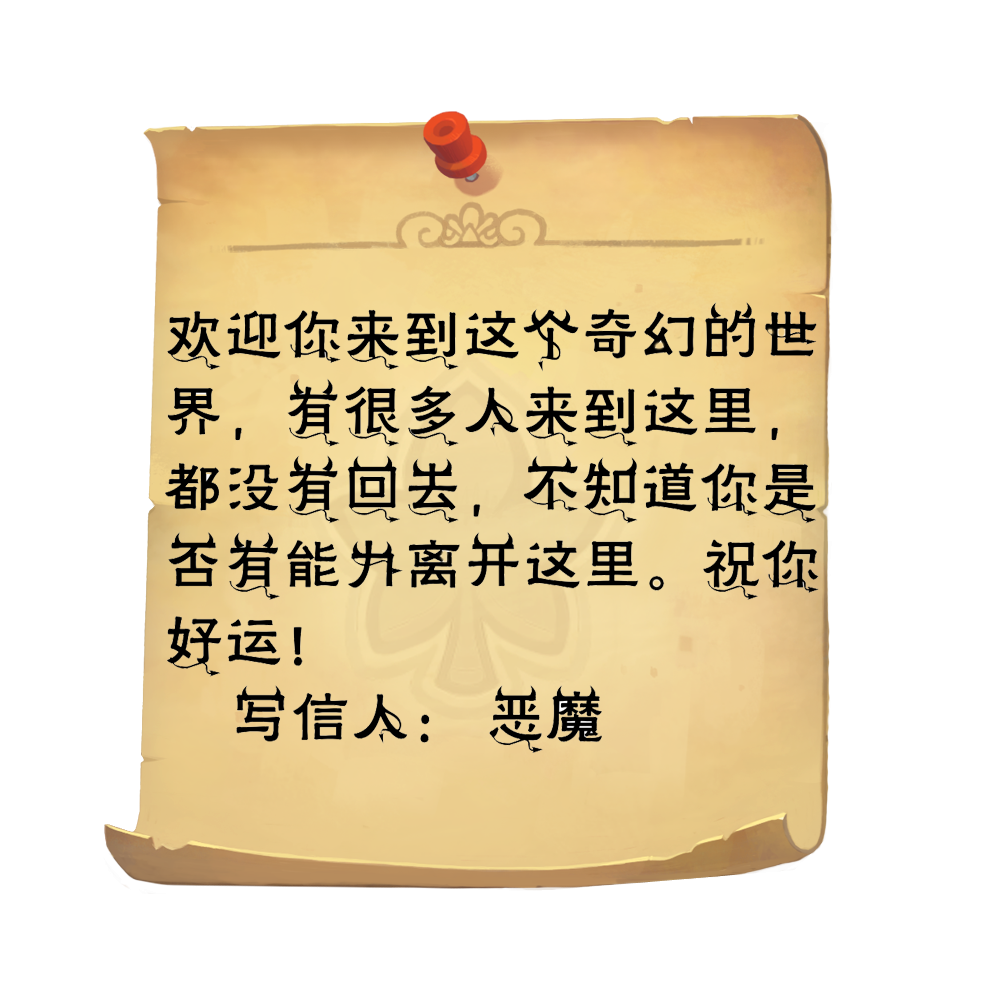 欢迎你来到这个奇幻的世
界，有很多人来到这里，
都没有回去，不知道你是
否有能力离开这里。祝你
好运！
写信人： 恶魔